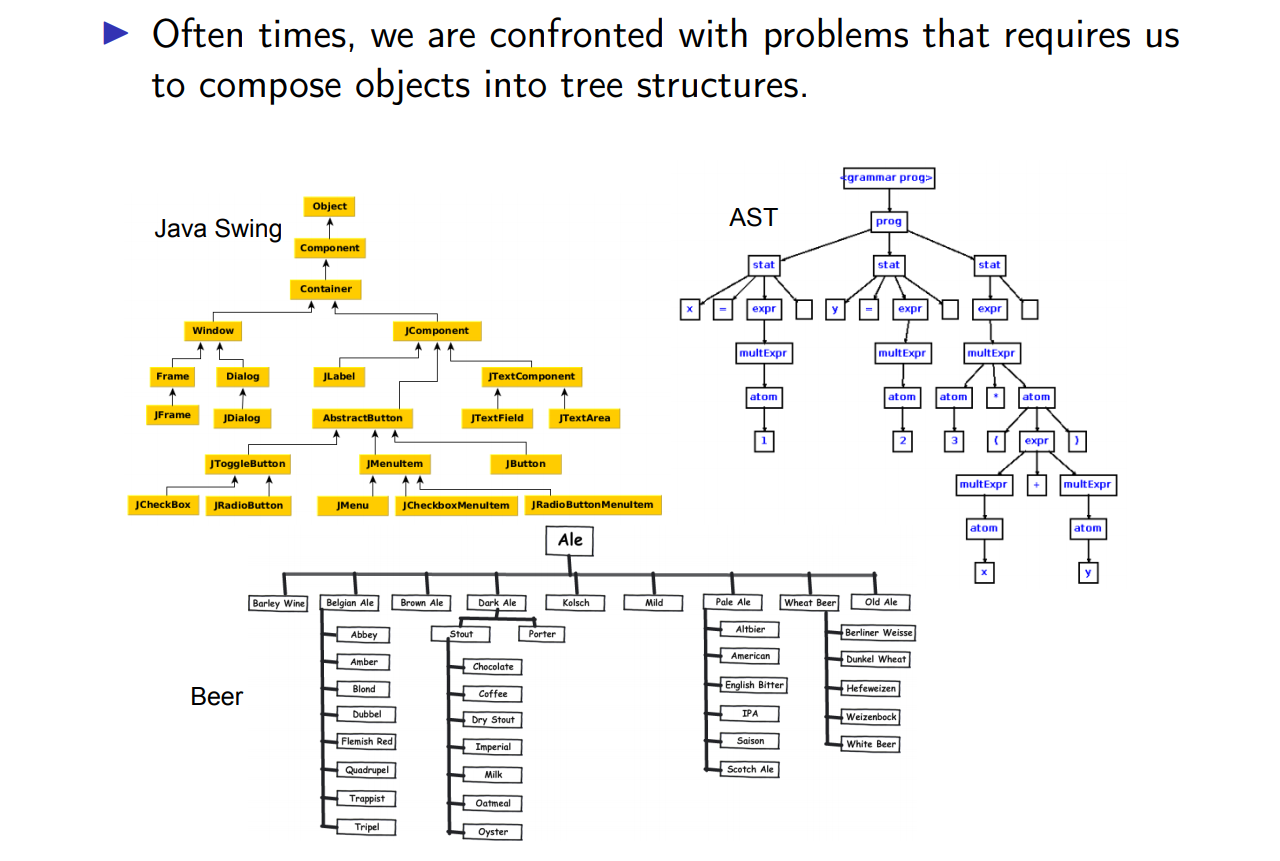 Often times, we are confronted with problems that requires us
to compose objects into tree structures.
Java Swing
Object
Component
Container
Window
JComponent
Frame
Dialog
JLabel
JTextComponent
JFrame
JDialog
AbstractButton
JTextField
JTextArea
JToggleButton
JMenuItem
JButton
JCheckBox
JRadioButton
JMenu
JCheckboxMenuItem
JRadioButtonMenuItem
AST
<grammar prog>
prog
stat
stat
stat
x
=
expr
y
=
expr
expr
multExpr
multExpr
multExpr
atom
atom
atom
*
atom
1
2
3
(
expr
)
multExpr
+
multExpr
atom
atom
x
y
Beer
Ale
Barley Wine
Belgian Ale
Brown Ale
Dark Ale
Kolsch
Mild
Pale Ale
Wheat Beer
Old Ale
Abbey
Amber
Blond
Dubbel
Flemish Red
Quadrupel
Trappist
Tripel
Stout
Porter
Chocolate
Coffee
Dry Stout
Imperial
Milk
Oatmeal
Oyster
Altbier
American
English Bitter
IPA
Saison
Scotch Ale
Berliner Weisse
Dunkel Wheat
Hefeweizen
Weizenbock
White Beer